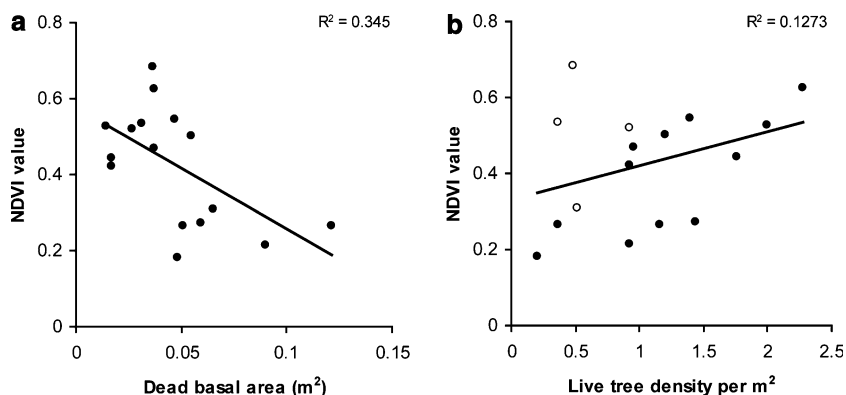 a
R² = 0.345
0.8
0.6
0.4
0.2
0
NDVI value
0 0.05 0.1 0.15
Dead basal area (m²)
b
R² = 0.1273
0.8
0.6
0.4
0.2
0
NDVI value
0 0.5 1 1.5 2 2.5
Live tree density per m²